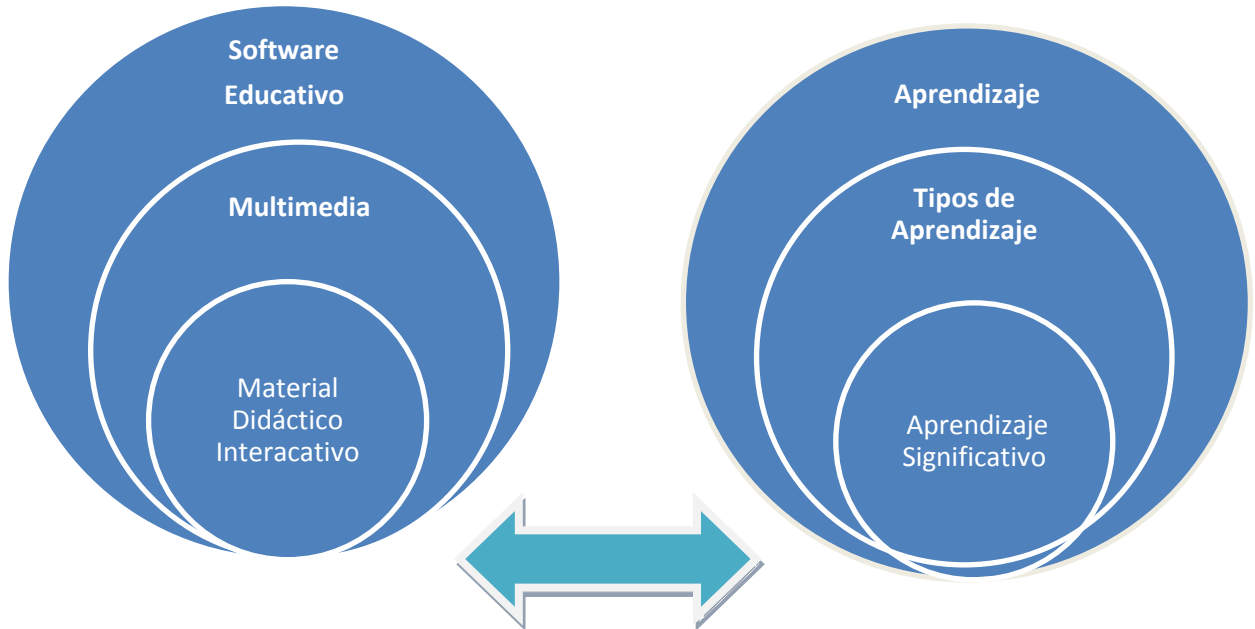 Software
Educativo
Multimedia
Material
Didáctico
Interacativo
Aprendizaje
Tipos de
Aprendizaje
Aprendizaje
Significativo